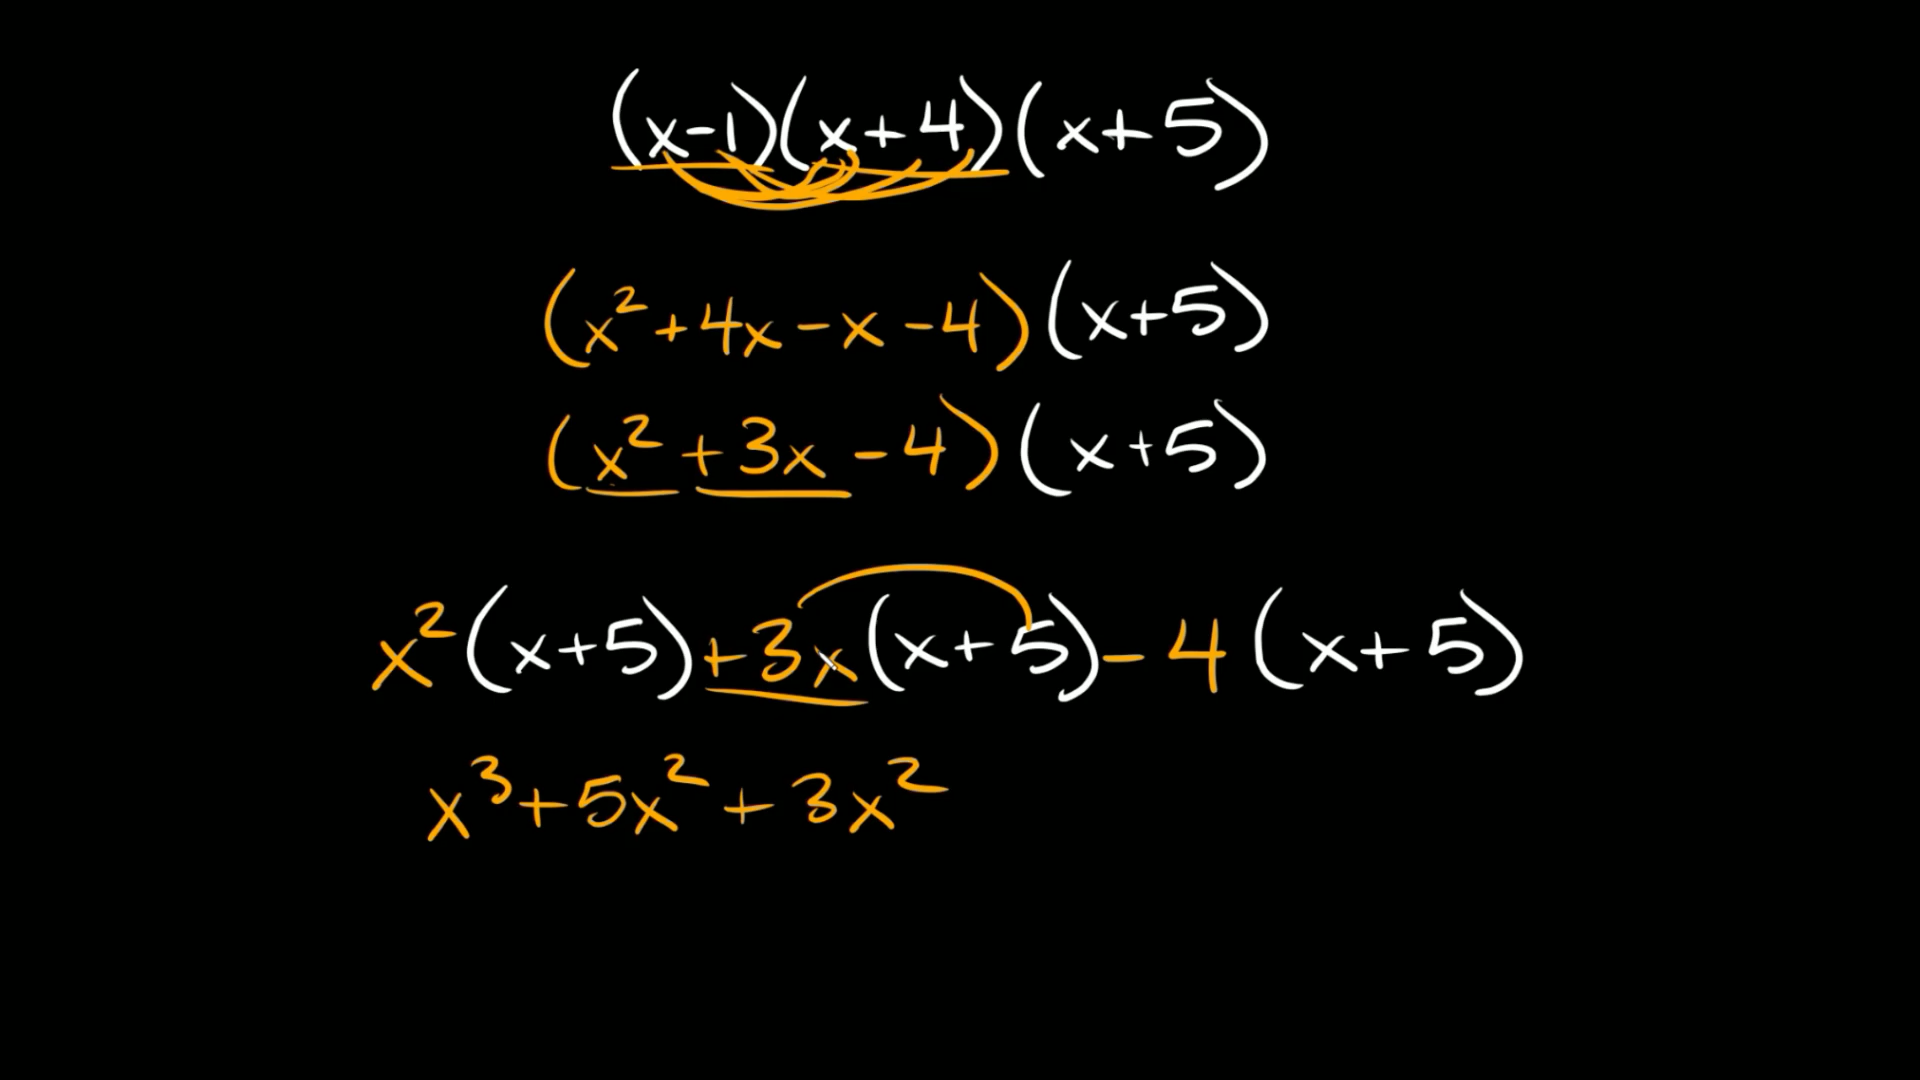 (x-1)(x+4)(x+5)
(x²+4x-x-4)(x+5)
(x²+3x-4)(x+5)
x²(x+5)+3x(x+5)-4(x+5)
x³+5x²+3x²